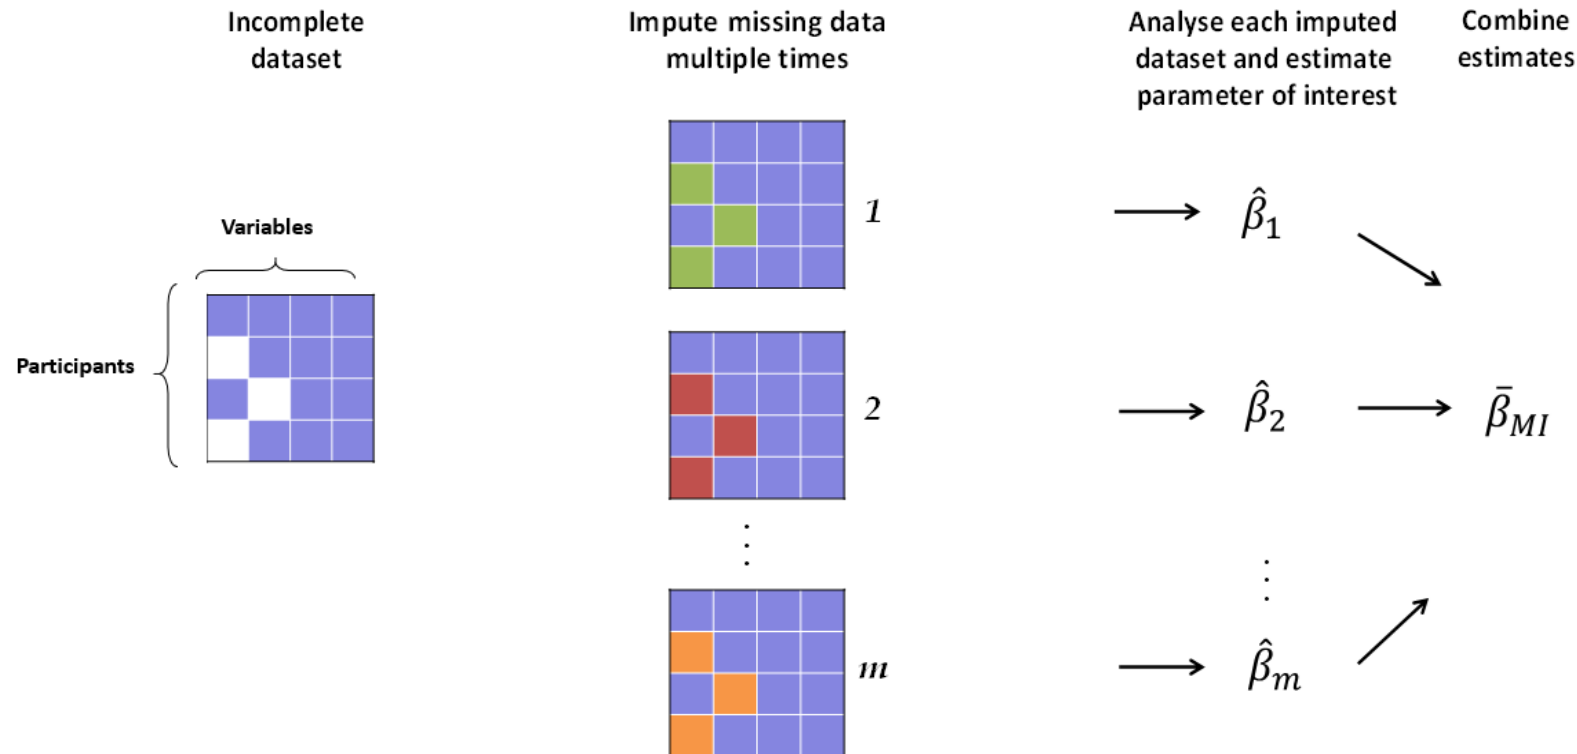 Incomplete
dataset
Impute missing data
multiple times
Analyse each imputed
dataset and estimate
parameter of interest
Combine
estimates
Variables
Participants
1
2
⋮
m
β̂₁
β̂₂
⋮
β̂ₘ
β̄_MI